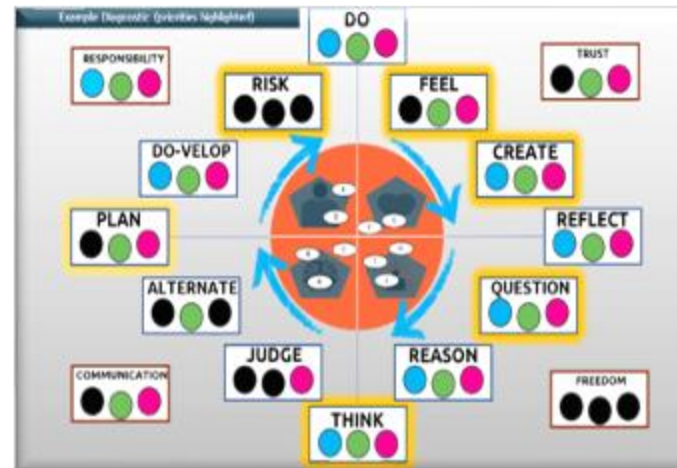 Example Diagnostic (priorities highlighted)
DO
RESPONSIBILITY
TRUST
RISK
FEEL
DO-VELOP
CREATE
PLAN
REFLECT
ALTERNATE
QUESTION
JUDGE
REASON
COMMUNICATION
FREEDOM
THINK